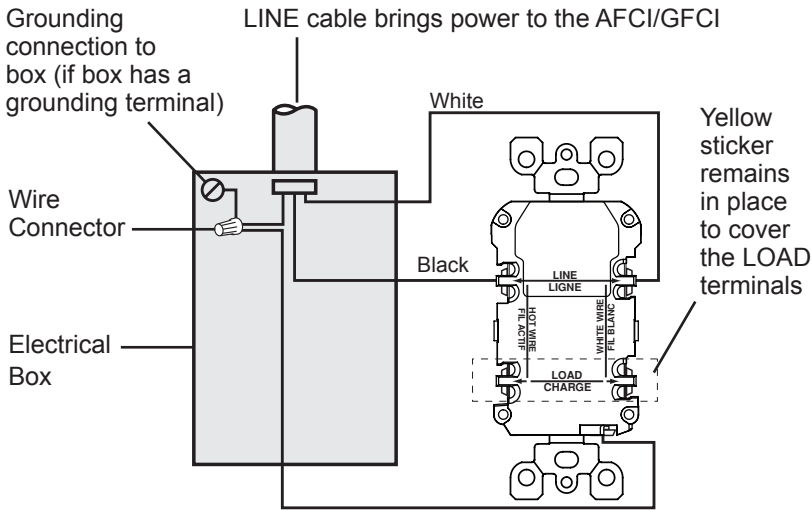 Grounding
connection to
box (if box has a
grounding terminal)
LINE cable brings power to the AFCI/GFCI
White
Yellow
sticker
remains
in place
to cover
the LOAD
terminals
Wire
Connector
Black
LINE
LIGNE
HOT WIRE
FIL ACTIF
WHITE WIRE
FIL BLANC
Electrical
Box
LOAD
CHARGE